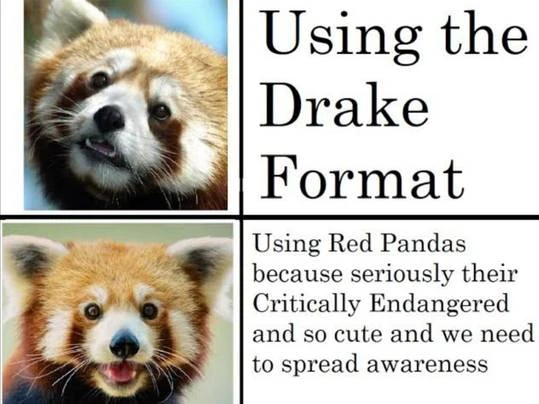 Using the
Drake
Format
Using Red Pandas
because seriously their
Critically Endangered
and so cute and we need
to spread awareness